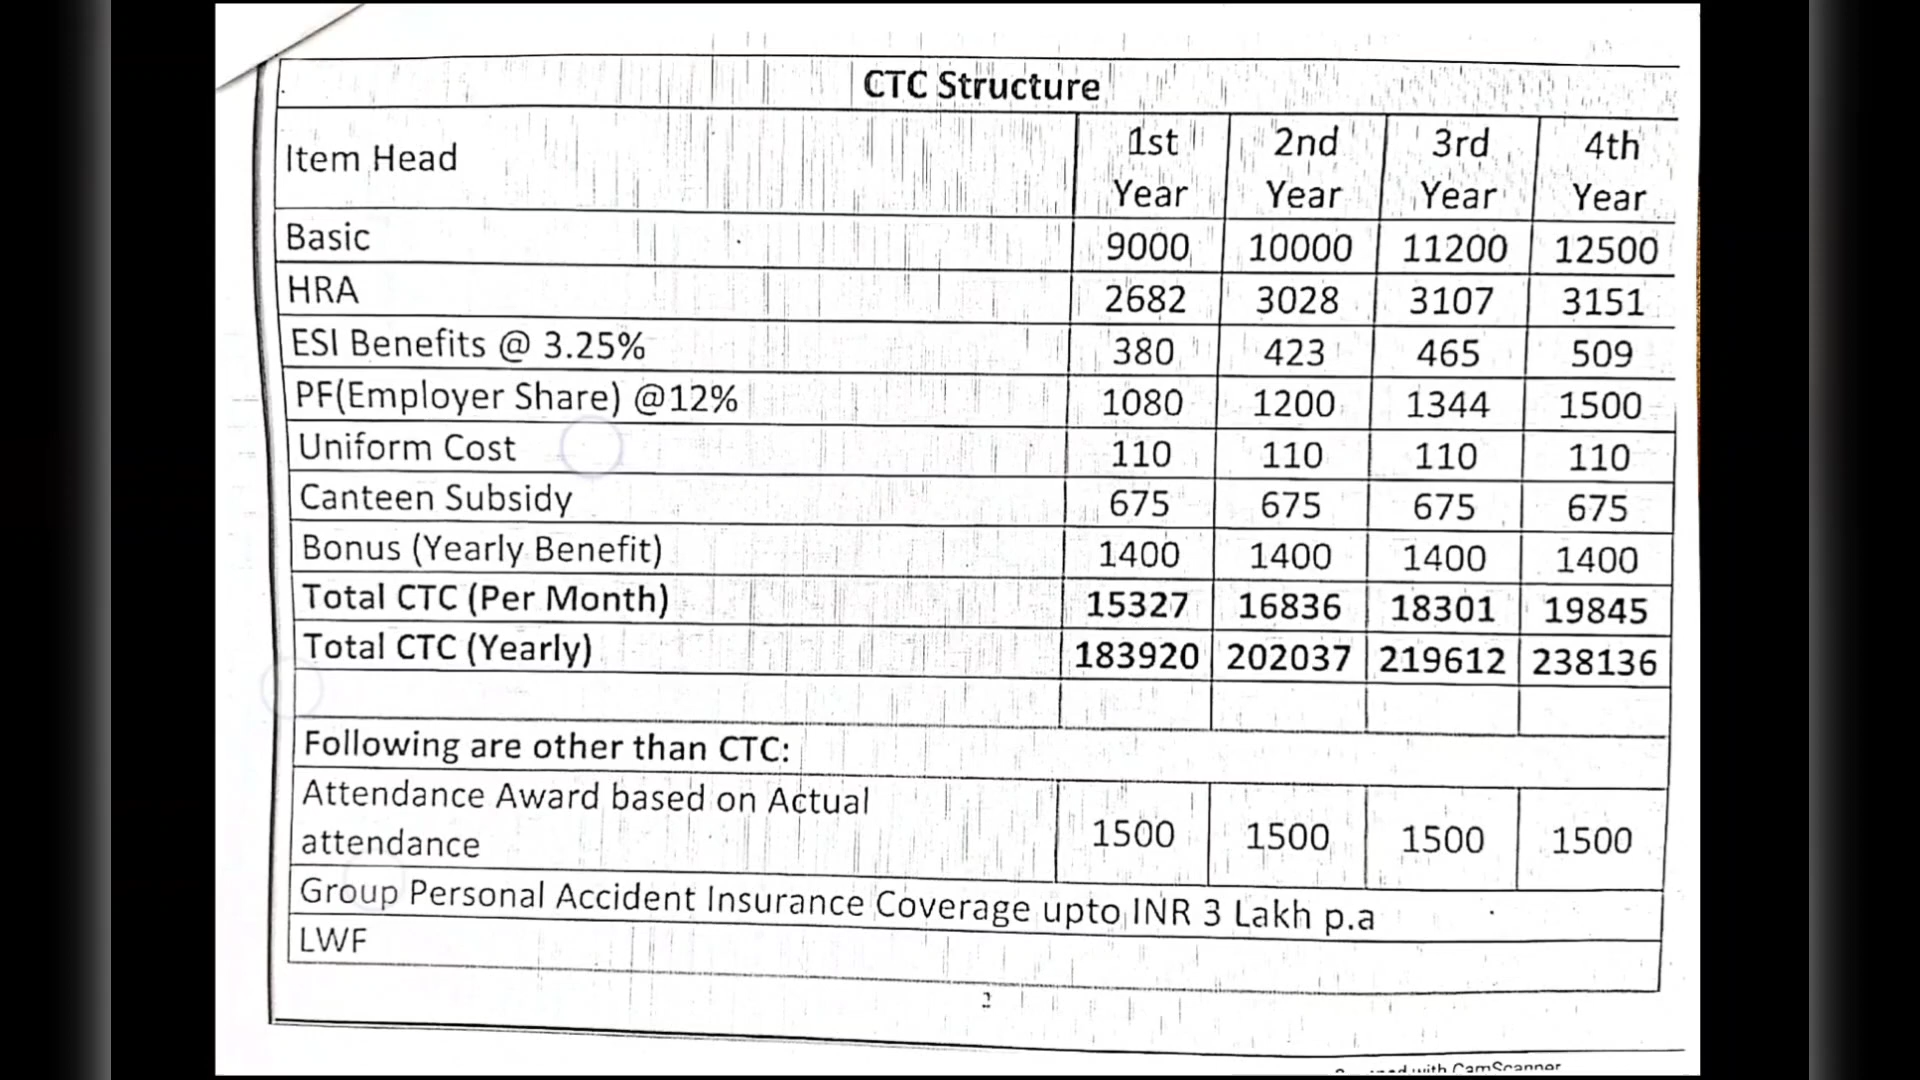 CTC Structure
Item Head 1st Year 2nd Year 3rd Year 4th Year
Basic 9000 10000 11200 12500
HRA 2682 3028 3107 3151
ESI Benefits @ 3.25% 380 423 465 509
PF(Employer Share) @12% 1080 1200 1344 1500
Uniform Cost 110 110 110 110
Canteen Subsidy 675 675 675 675
Bonus (Yearly Benefit) 1400 1400 1400 1400
Total CTC (Per Month) 15327 16836 18301 19845
Total CTC (Yearly) 183920 202037 219612 238136
Following are other than CTC:
Attendance Award based on Actual
attendance 1500 1500 1500 1500
Group Personal Accident Insurance Coverage upto INR 3 Lakh p.a
LWF
with CamScanner